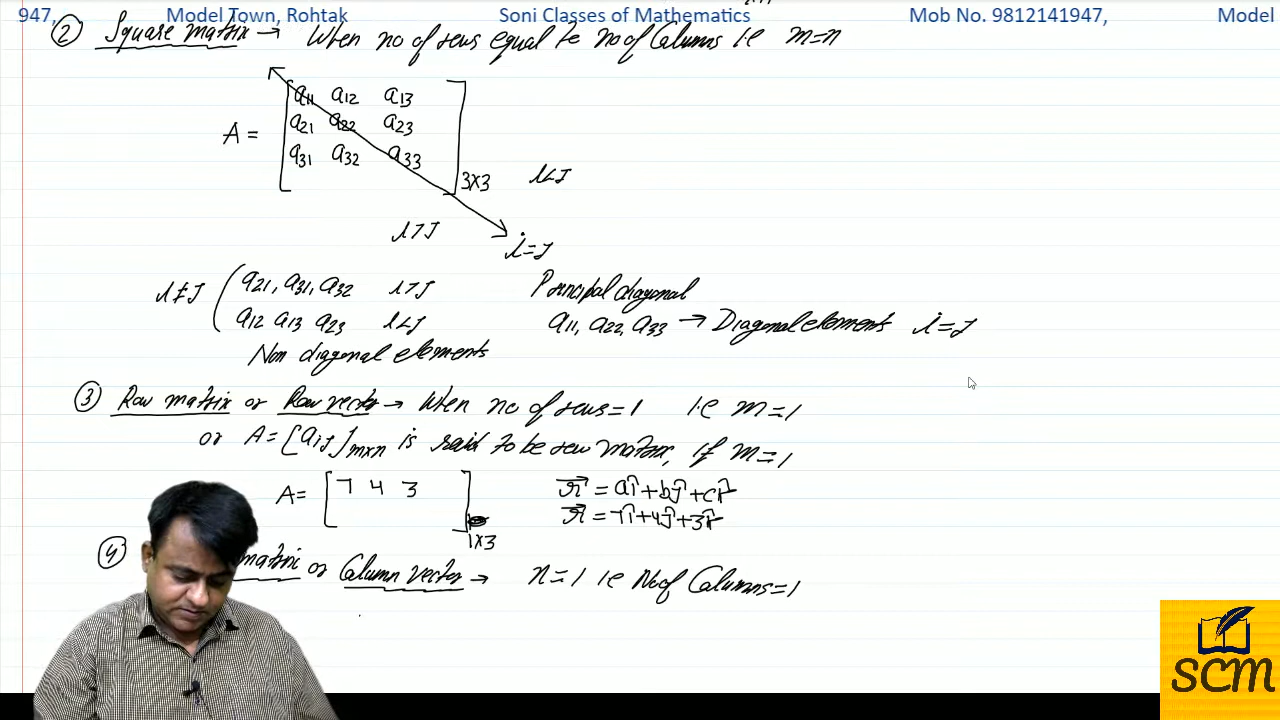 947, Model Town, Rohtak Soni Classes of Mathematics Mob No. 9812141947, Model
② Square matrix → When no of rows equal to no of Columns i.e m=n
A = [a11 a12 a13
a21 a22 a23
a31 a32 a33] 3×3 i<J
i>J
i=J
i≠J ( a21, a31, a32 i>J Principal diagonal
a12 a13 a23 i<J a11, a22, a33 → Diagonal elements i=J
Non diagonal elements
③ Row matrix or Row vector → When no of rows=1 i.e m=1
or A=[aiJ]m×n is said to be row matrix, if m=1
A= [7 4 3] 1×3 r⃗ = aî+bĵ+ck̂
r⃗ = 7î+4ĵ+3k̂
④ matrix or Column vector → n=1 i.e No of Columns=1
SCM